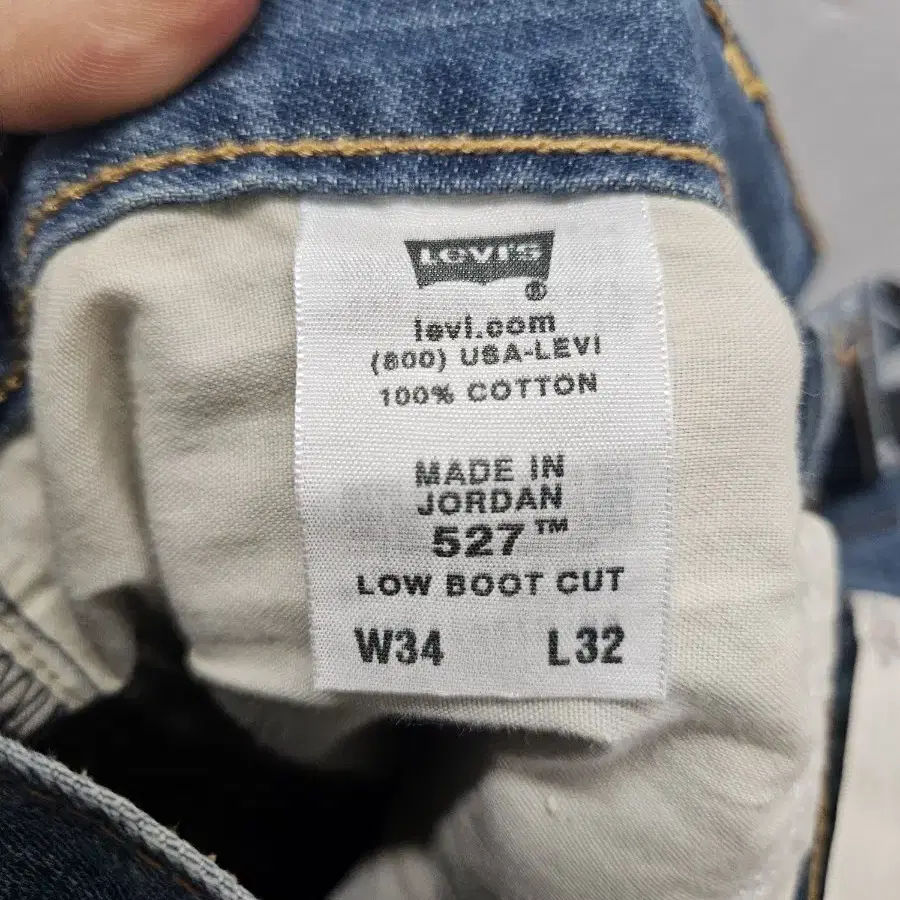 LEVI'S
®
levi.com
(800) USA-LEVI
100% COTTON
MADE IN
JORDAN
527™
LOW BOOT CUT
W34 L32